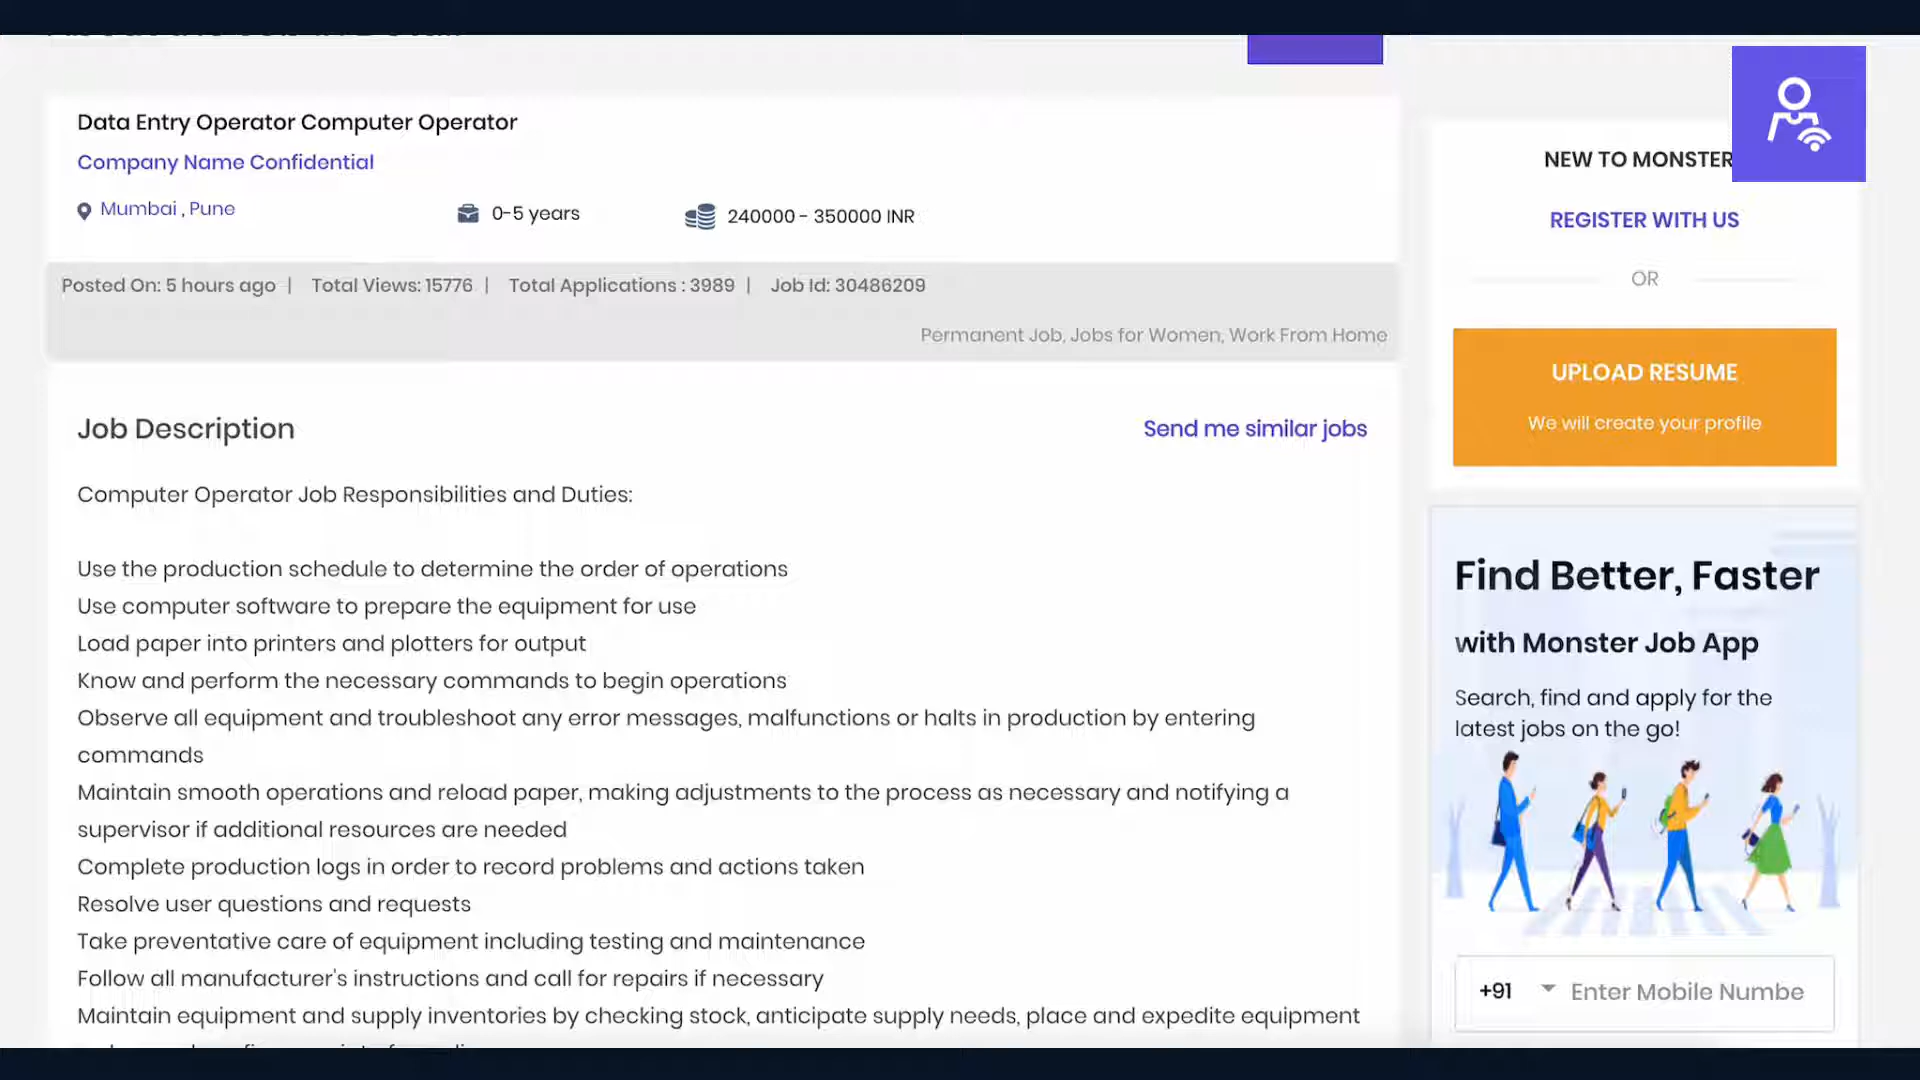 Data Entry Operator Computer Operator
Company Name Confidential
Mumbai , Pune
0-5 years
240000 - 350000 INR
Posted On: 5 hours ago | Total Views: 15776 | Total Applications : 3989 | Job Id: 30486209
Permanent Job, Jobs for Women, Work From Home
Job Description
Send me similar jobs
Computer Operator Job Responsibilities and Duties:
Use the production schedule to determine the order of operations
Use computer software to prepare the equipment for use
Load paper into printers and plotters for output
Know and perform the necessary commands to begin operations
Observe all equipment and troubleshoot any error messages, malfunctions or halts in production by entering
commands
Maintain smooth operations and reload paper, making adjustments to the process as necessary and notifying a
supervisor if additional resources are needed
Complete production logs in order to record problems and actions taken
Resolve user questions and requests
Take preventative care of equipment including testing and maintenance
Follow all manufacturer's instructions and call for repairs if necessary
Maintain equipment and supply inventories by checking stock, anticipate supply needs, place and expedite equipment
NEW TO MONSTER
REGISTER WITH US
OR
UPLOAD RESUME
We will create your profile
Find Better, Faster
with Monster Job App
Search, find and apply for the
latest jobs on the go!
+91 Enter Mobile Numbe